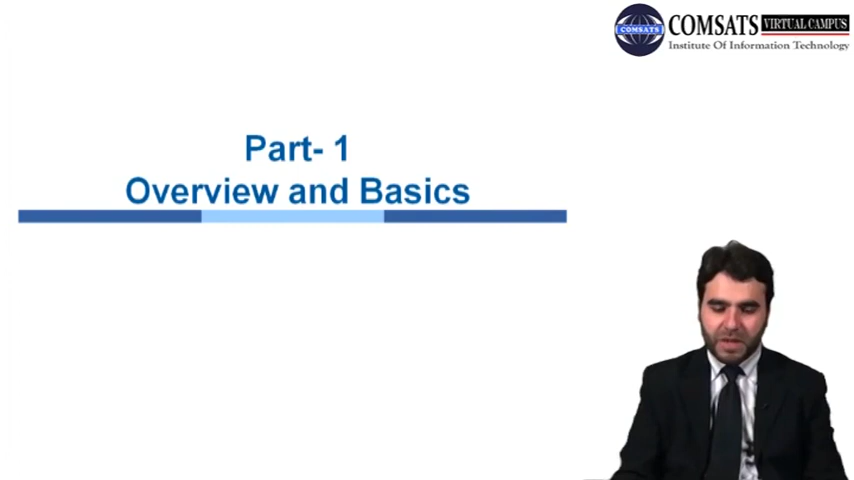 COMSATS VIRTUAL CAMPUS
Institute Of Information Technology
COMSATS
Part- 1
Overview and Basics